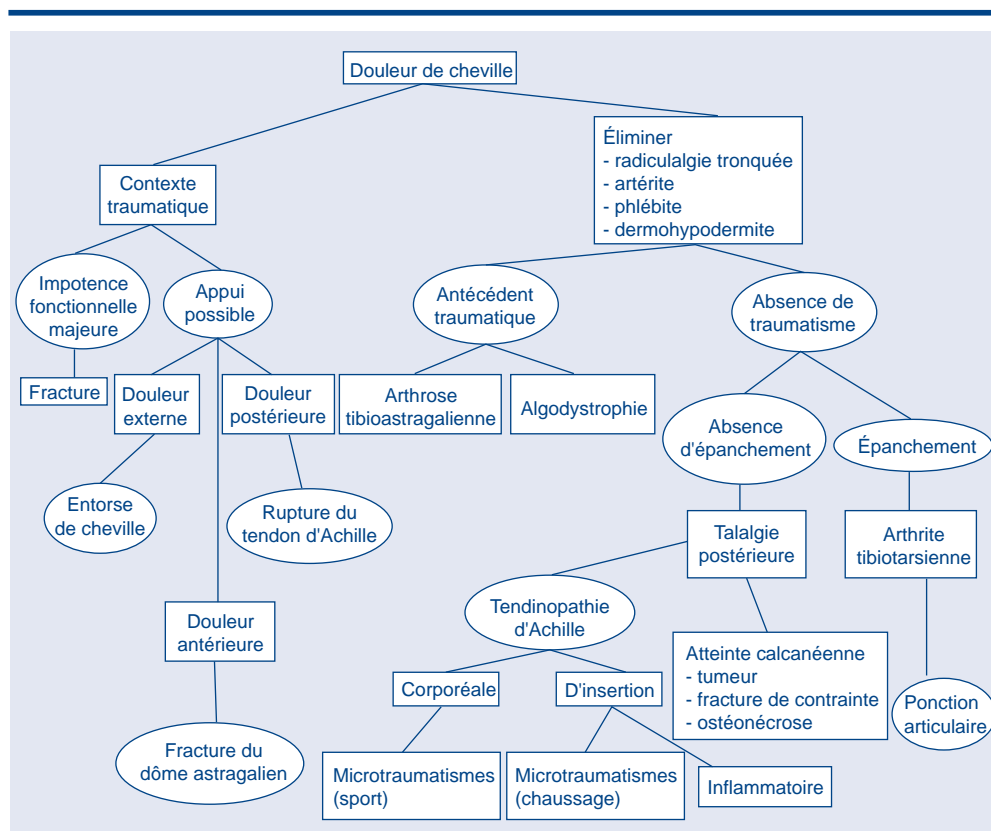 Douleur de cheville
Éliminer
- radiculalgie tronquée
- artérite
- phlébite
- dermohypodermite
Contexte
traumatique
Impotence
fonctionnelle
majeure
Appui
possible
Antécédent
traumatique
Absence de
traumatisme
Fracture
Douleur
externe
Douleur
postérieure
Arthrose
tibioastragalienne
Algodystrophie
Absence
d'épanchement
Épanchement
Entorse
de cheville
Rupture du
tendon d'Achille
Talalgie
postérieure
Arthrite
tibiotarsienne
Douleur
antérieure
Tendinopathie
d'Achille
Atteinte calcanéenne
- tumeur
- fracture de contrainte
- ostéonécrose
Corporéale
D'insertion
Ponction
articulaire
Fracture du
dôme astragalien
Microtraumatismes
(sport)
Microtraumatismes
(chaussage)
Inflammatoire